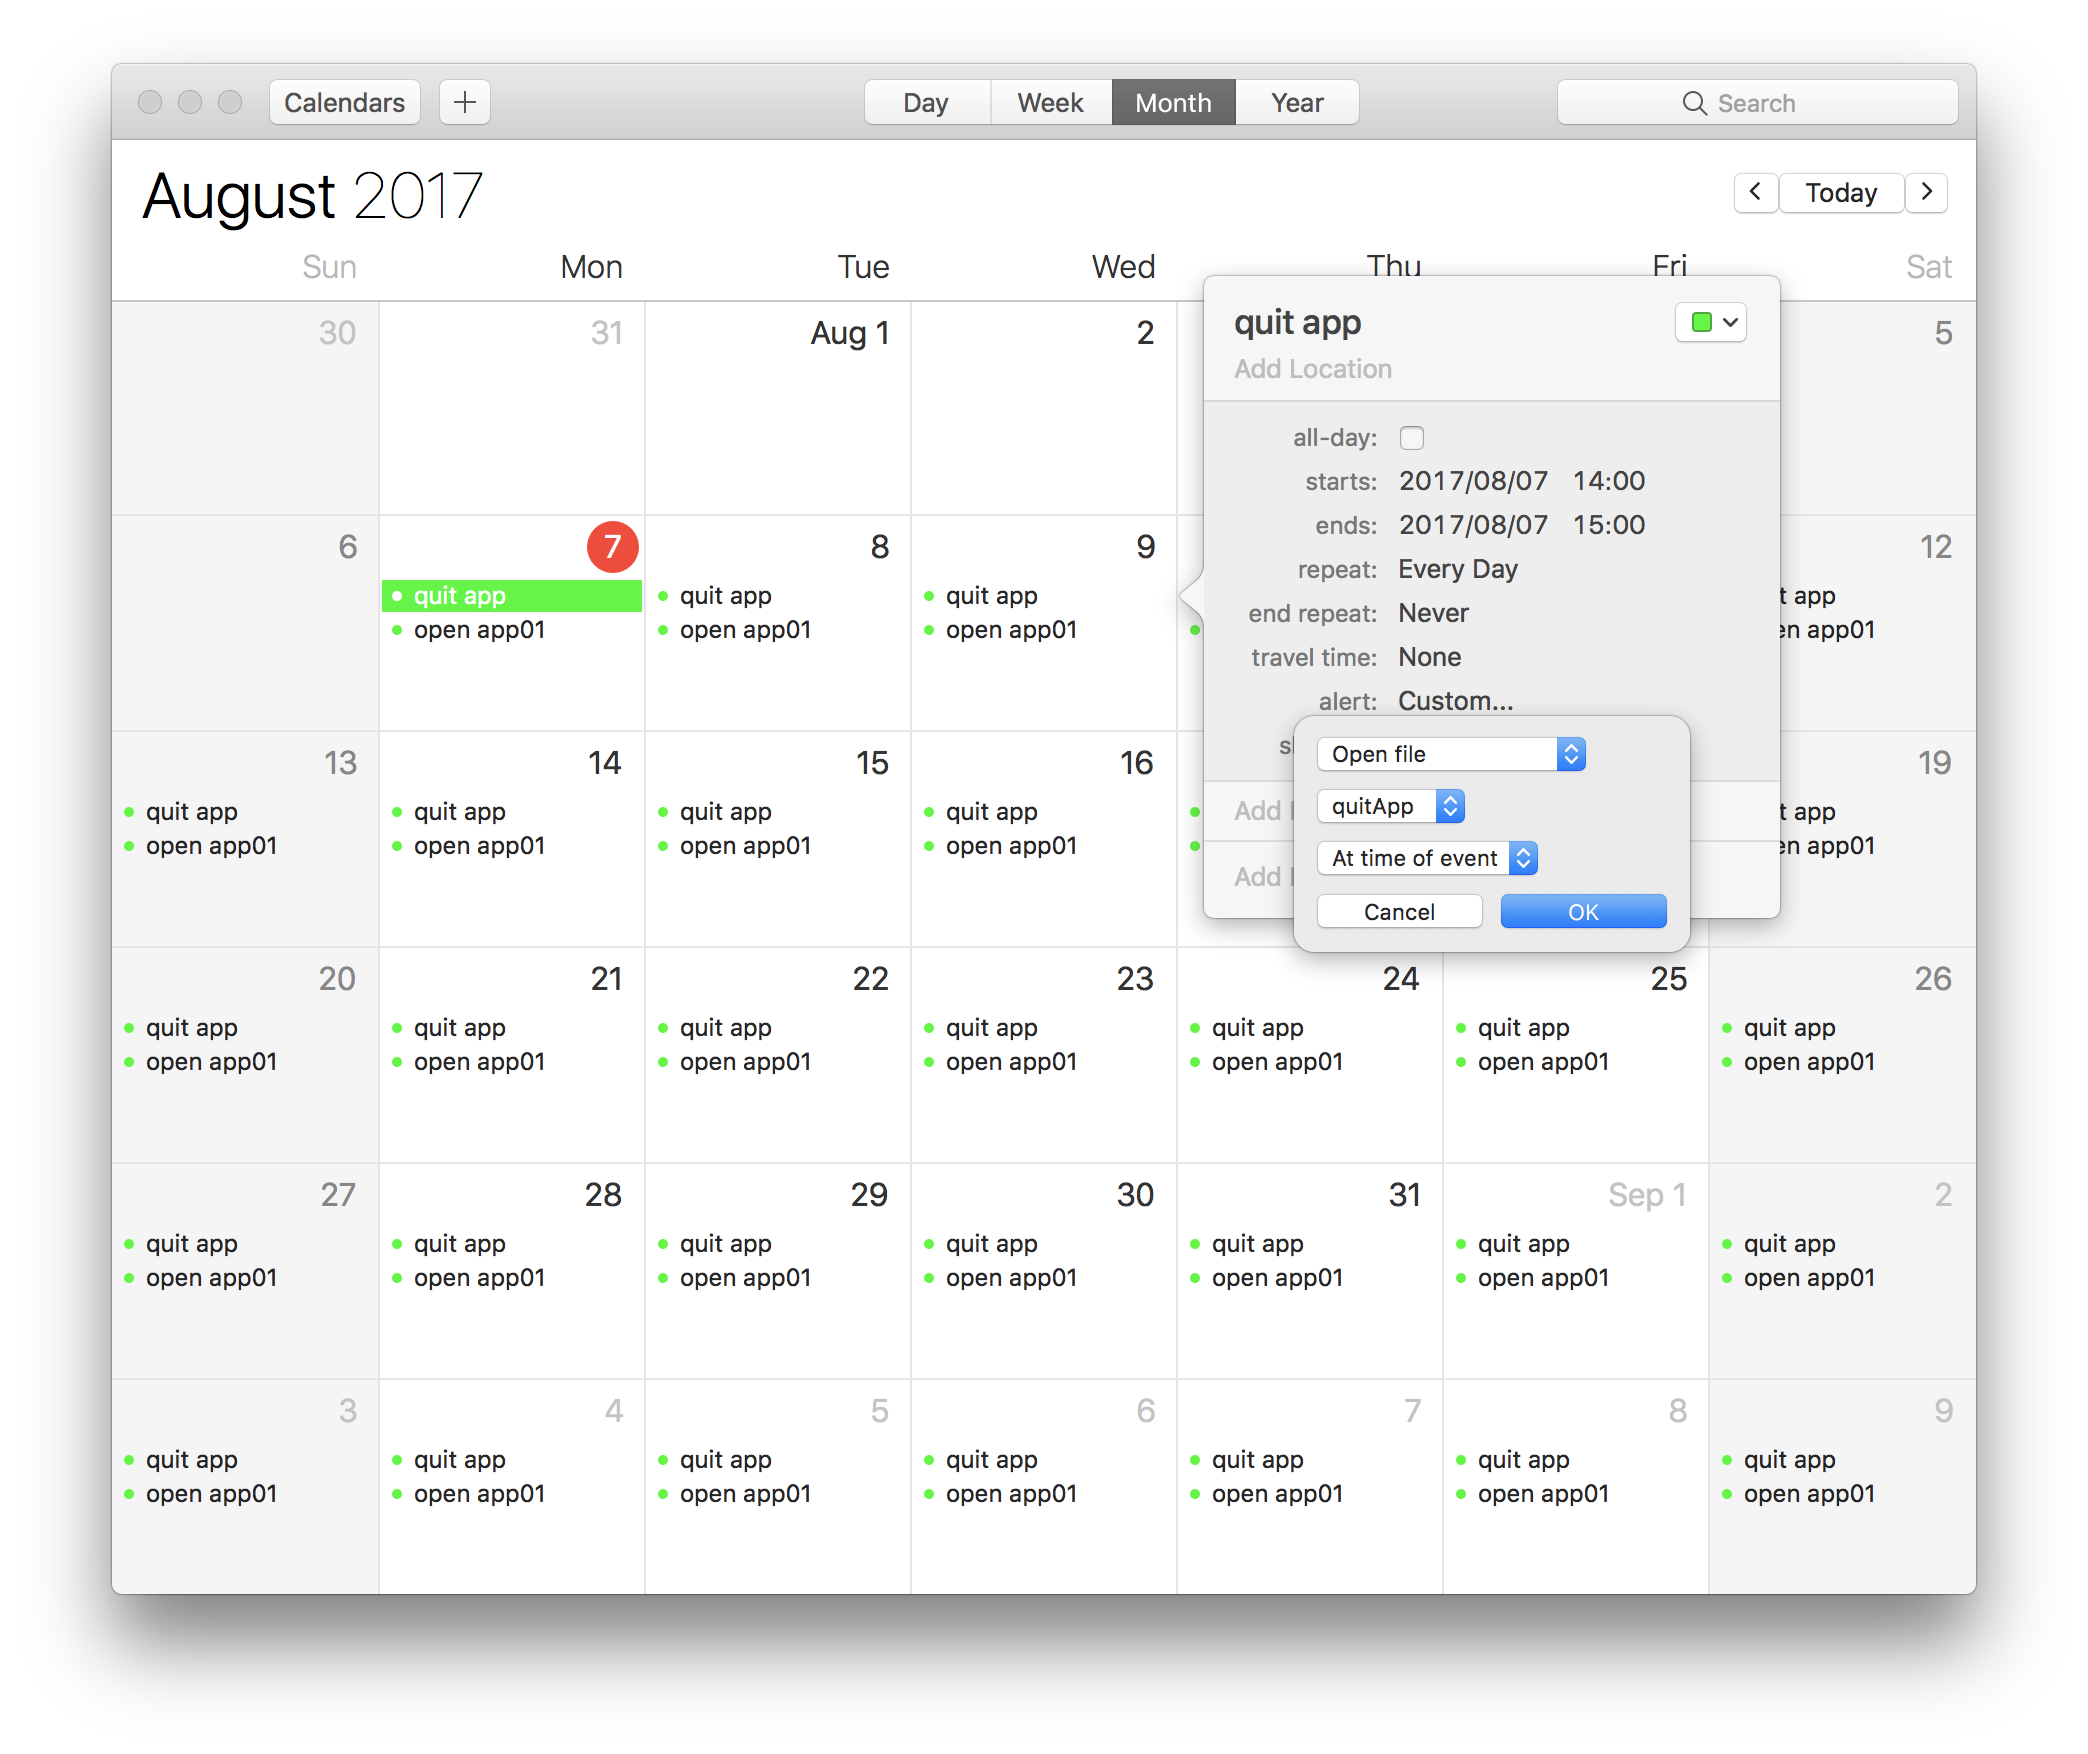 Calendars + Day Week Month Year Search
August 2017
Today
Sun Mon Tue Wed Thu Fri Sat
30 31 Aug 1 2 5
quit app
Add Location
all-day:
starts: 2017/08/07 14:00
ends: 2017/08/07 15:00
repeat: Every Day
end repeat: Never
travel time: None
alert: Custom...
Open file
quitApp
At time of event
Cancel OK
Add
Add
6 7 8 9 12
quit app quit app quit app t app
open app01 open app01 open app01 en app01
13 14 15 16 19
quit app quit app quit app quit app t app
open app01 open app01 open app01 open app01 en app01
20 21 22 23 24 25 26
quit app quit app quit app quit app quit app quit app quit app
open app01 open app01 open app01 open app01 open app01 open app01 open app01
27 28 29 30 31 Sep 1 2
quit app quit app quit app quit app quit app quit app quit app
open app01 open app01 open app01 open app01 open app01 open app01 open app01
3 4 5 6 7 8 9
quit app quit app quit app quit app quit app quit app quit app
open app01 open app01 open app01 open app01 open app01 open app01 open app01